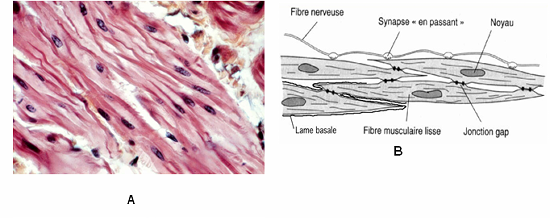 Fibre nerveuse
Synapse « en passant »
Noyau
Lame basale
Fibre musculaire lisse
Jonction gap
A
B